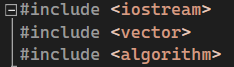 #include <iostream>
#include <vector>
#include <algorithm>